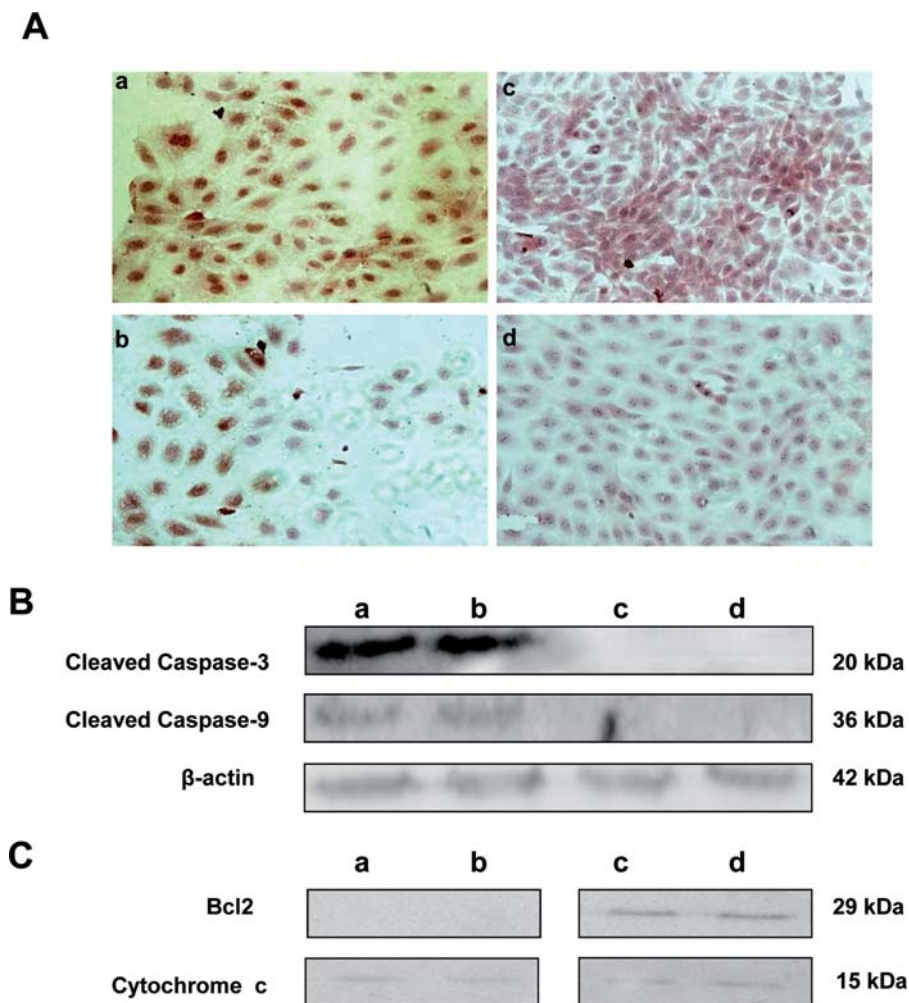 A
a
c
b
d
B
a b c d
Cleaved Caspase-3 20 kDa
Cleaved Caspase-9 36 kDa
β-actin 42 kDa
C
a b c d
Bcl2 29 kDa
Cytochrome c 15 kDa